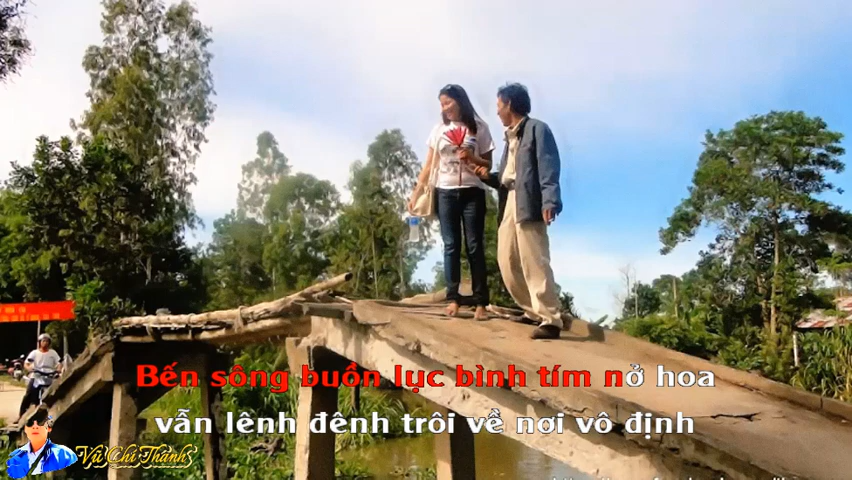 Bến sông buồn lục bình tím nở hoa
vẫn lênh đênh trôi về nơi vô định
Vũ Chí Thành